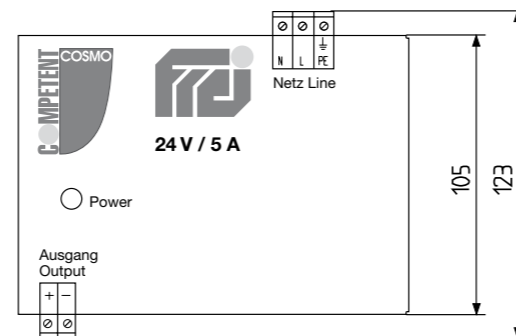 N L PE
Netz Line
COSMO
COMPETENT
24 V / 5 A
Power
Ausgang
Output
+ −
105
123